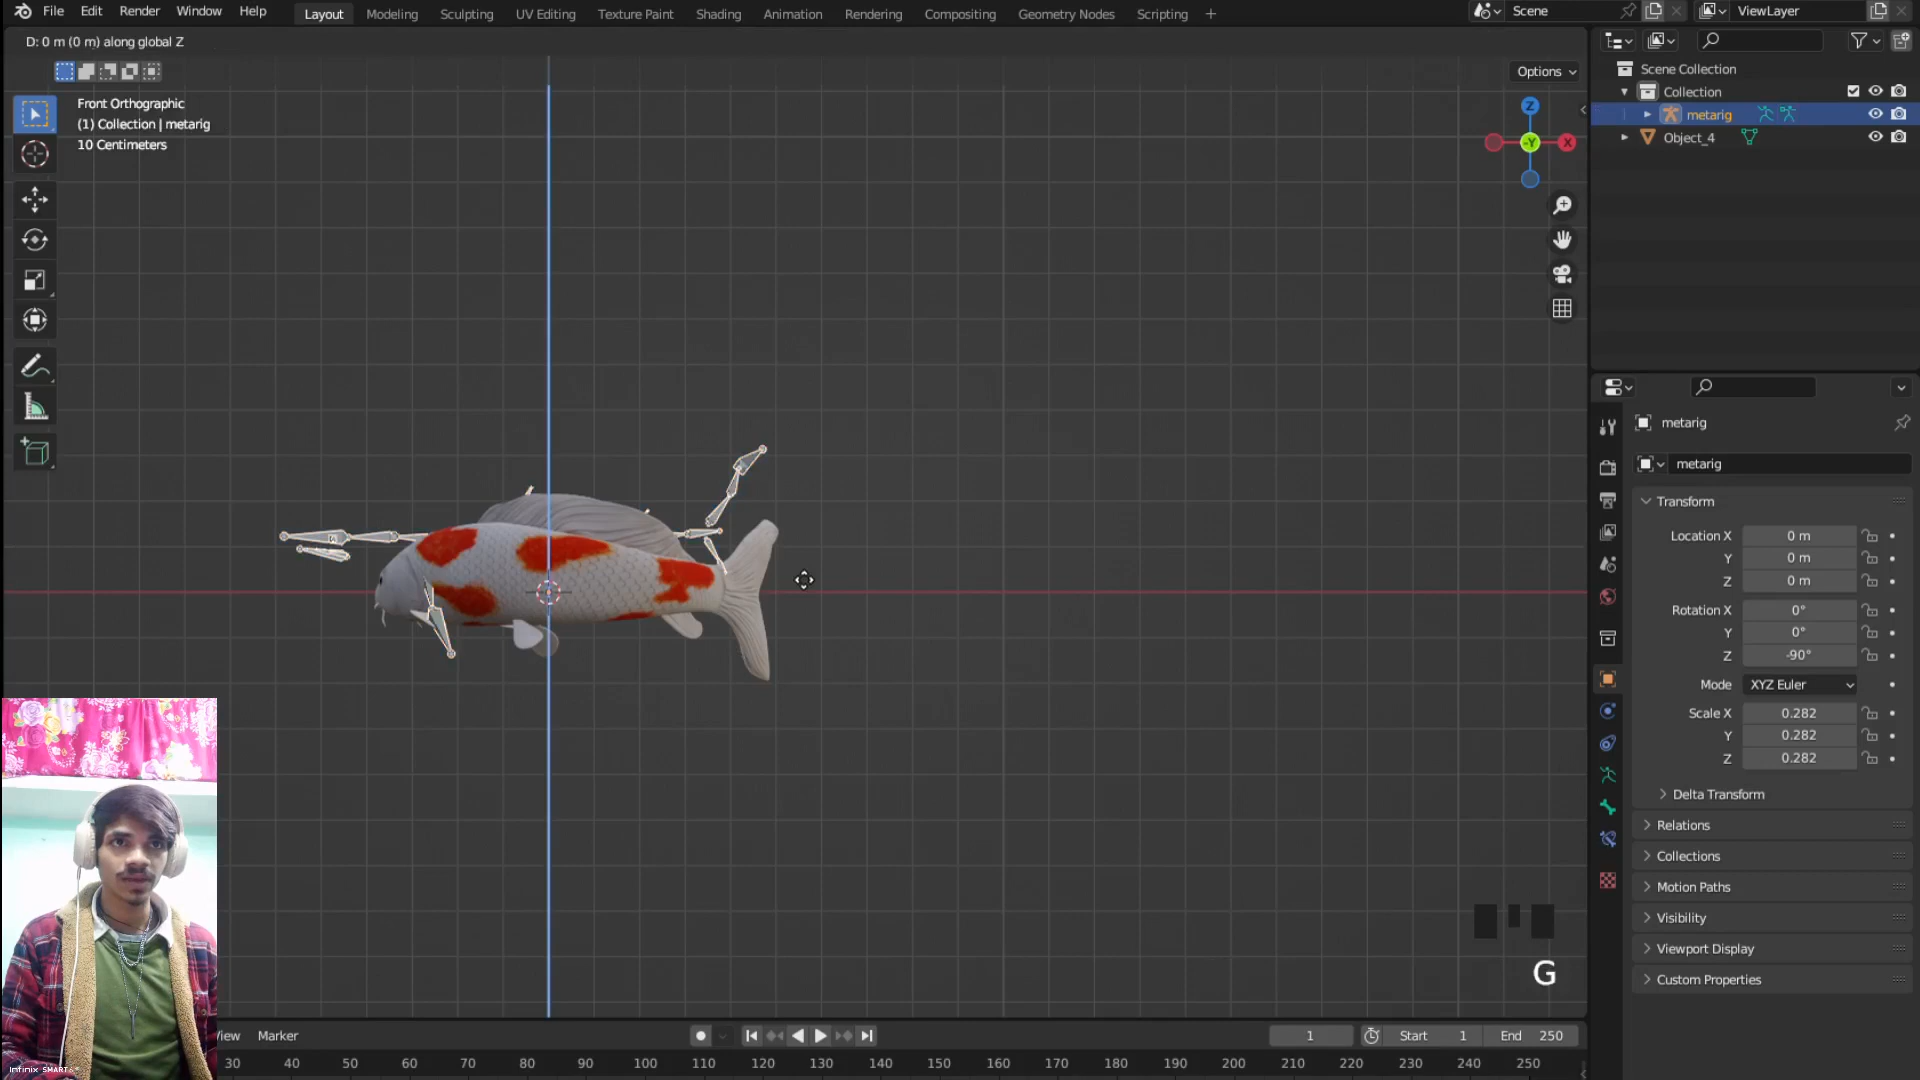 File Edit Render Window Help Layout Modeling Sculpting UV Editing Texture Paint Shading Animation Rendering Compositing Geometry Nodes Scripting + Scene ViewLayer
D: 0 m (0 m) along global Z
Options
Front Orthographic
(1) Collection | metarig
10 Centimeters
Z
Y
X
Scene Collection
Collection
metarig
Object_4
metarig
metarig
Transform
Location X 0 m
Y 0 m
Z 0 m
Rotation X 0°
Y 0°
Z -90°
Mode XYZ Euler
Scale X 0.282
Y 0.282
Z 0.282
Delta Transform
Relations
Collections
Motion Paths
Visibility
Viewport Display
Custom Properties
G
View Marker 1 Start 1 End 250
30 40 50 60 70 80 90 100 110 120 130 140 150 160 170 180 190 200 210 220 230 240 250
Infinix SMART